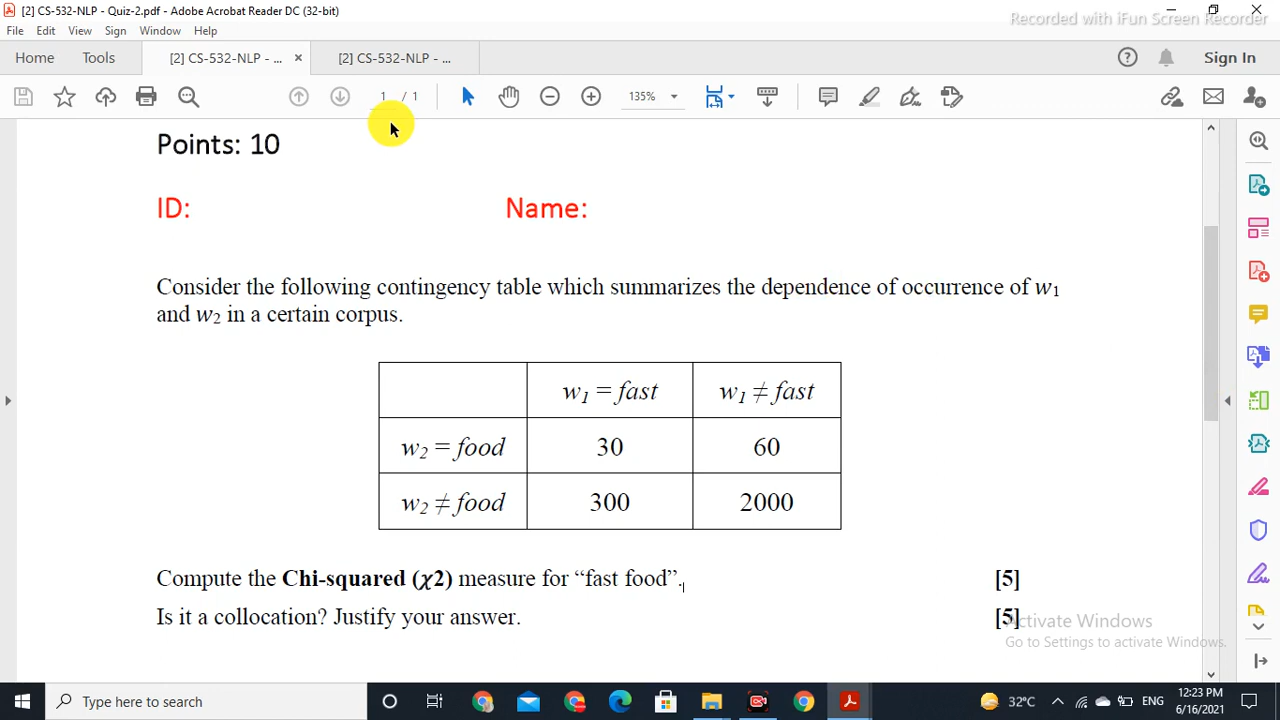 [2] CS-532-NLP - Quiz-2.pdf - Adobe Acrobat Reader DC (32-bit)
Recorded with iFun Screen Recorder
File Edit View Sign Window Help
Home Tools [2] CS-532-NLP - ... × [2] CS-532-NLP - ... Sign In
1 / 1 135%
Points: 10
ID: Name:
Consider the following contingency table which summarizes the dependence of occurrence of w1
and w2 in a certain corpus.
w1 = fast w1 ≠ fast
w2 = food 30 60
w2 ≠ food 300 2000
Compute the Chi-squared (χ2) measure for “fast food”. [5]
Is it a collocation? Justify your answer. [5]
Activate Windows
Go to Settings to activate Windows.
Type here to search 32°C ENG 12:23 PM
6/16/2021